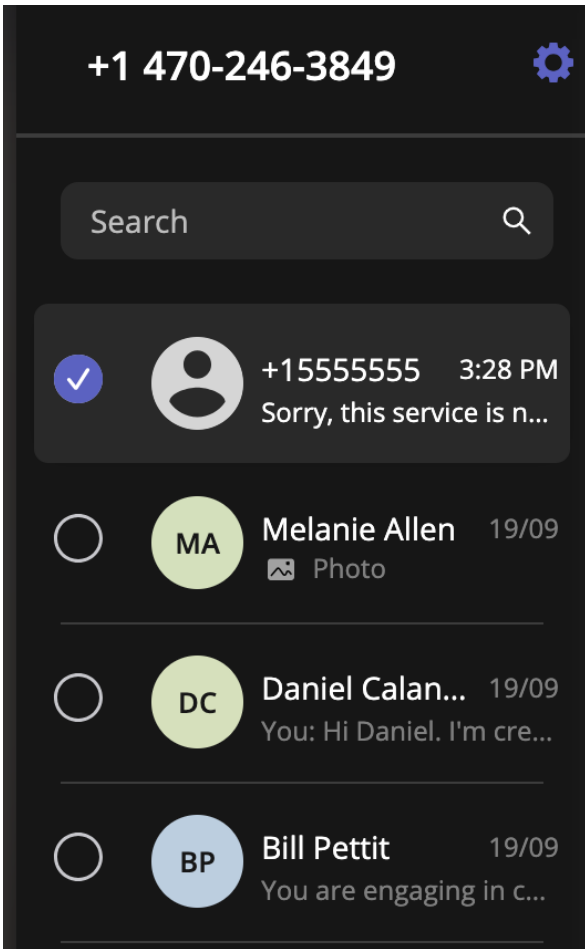 +1 470-246-3849
Search
+15555555 3:28 PM
Sorry, this service is n...
MA Melanie Allen 19/09
Photo
DC Daniel Calan... 19/09
You: Hi Daniel. I'm cre...
BP Bill Pettit 19/09
You are engaging in c...